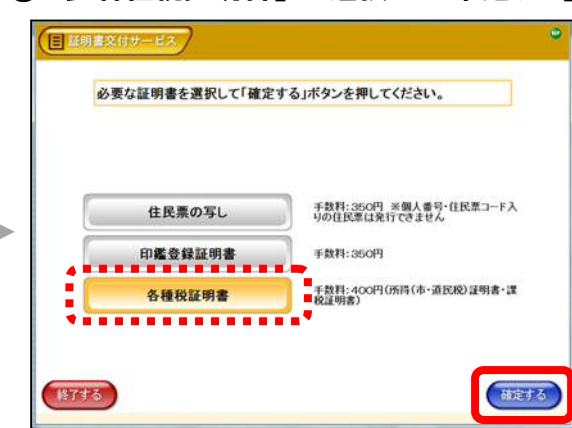 証明書交付サービス
必要な証明書を選択して「確定する」ボタンを押してください。
住民票の写し
手数料:350円 ※個人番号・住民票コード入
りの住民票は発行できません
印鑑登録証明書
手数料:350円
各種税証明書
手数料:400円(所得(市・道民税)証明書・課
税証明書)
終了する
確定する